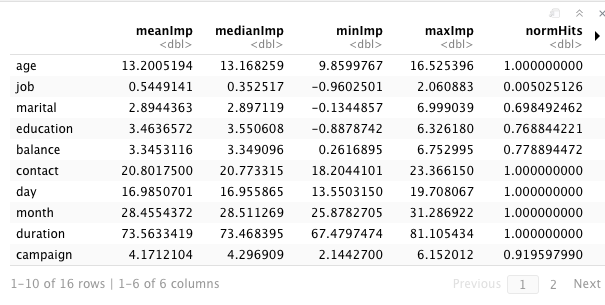 meanImp medianImp minImp maxImp normHits
<dbl> <dbl> <dbl> <dbl> <dbl>
age 13.2005194 13.168259 9.8599767 16.525396 1.000000000
job 0.5449141 0.352517 −0.9602501 2.060883 0.005025126
marital 2.8944363 2.897119 −0.1344857 6.999039 0.698492462
education 3.4636572 3.550608 −0.8878742 6.326180 0.768844221
balance 3.3453116 3.349096 0.2616895 6.752995 0.778894472
contact 20.8017500 20.773315 18.2044101 23.366150 1.000000000
day 16.9850701 16.955865 13.5503150 19.708067 1.000000000
month 28.4554372 28.511269 25.8782705 31.286922 1.000000000
duration 73.5633419 73.468395 67.4797474 81.105434 1.000000000
campaign 4.1712104 4.296909 2.1442700 6.152012 0.919597990
1-10 of 16 rows | 1-6 of 6 columns Previous 1 2 Next